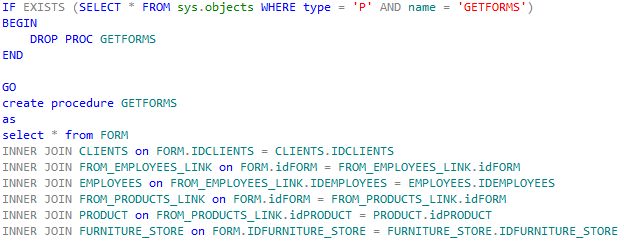 IF EXISTS (SELECT * FROM sys.objects WHERE type = 'P' AND name = 'GETFORMS')
BEGIN
DROP PROC GETFORMS
END
GO
create procedure GETFORMS
as
select * from FORM
INNER JOIN CLIENTS on FORM.IDCLIENTS = CLIENTS.IDCLIENTS
INNER JOIN FROM_EMPLOYEES_LINK on FORM.idFORM = FROM_EMPLOYEES_LINK.idFORM
INNER JOIN EMPLOYEES on FROM_EMPLOYEES_LINK.IDEMPLOYEES = EMPLOYEES.IDEMPLOYEES
INNER JOIN FROM_PRODUCTS_LINK on FORM.idFORM = FROM_PRODUCTS_LINK.idFORM
INNER JOIN PRODUCT on FROM_PRODUCTS_LINK.idPRODUCT = PRODUCT.idPRODUCT
INNER JOIN FURNITURE_STORE on FORM.IDFURNITURE_STORE = FURNITURE_STORE.IDFURNITURE_STORE